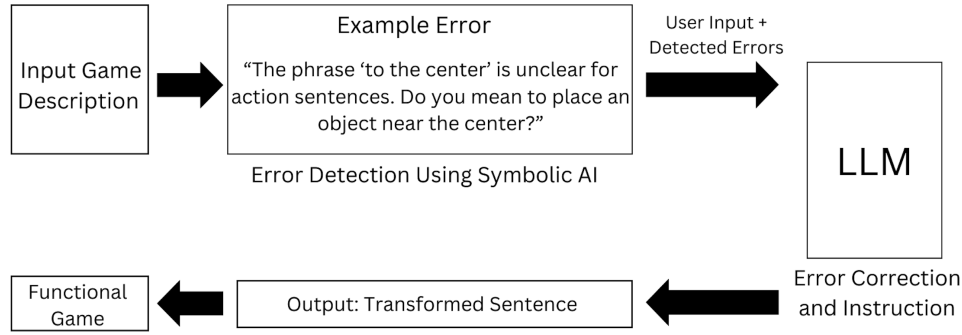 Input Game
Description
Example Error
“The phrase ‘to the center’ is unclear for
action sentences. Do you mean to place an
object near the center?”
Error Detection Using Symbolic AI
User Input +
Detected Errors
LLM
Error Correction
and Instruction
Output: Transformed Sentence
Functional
Game